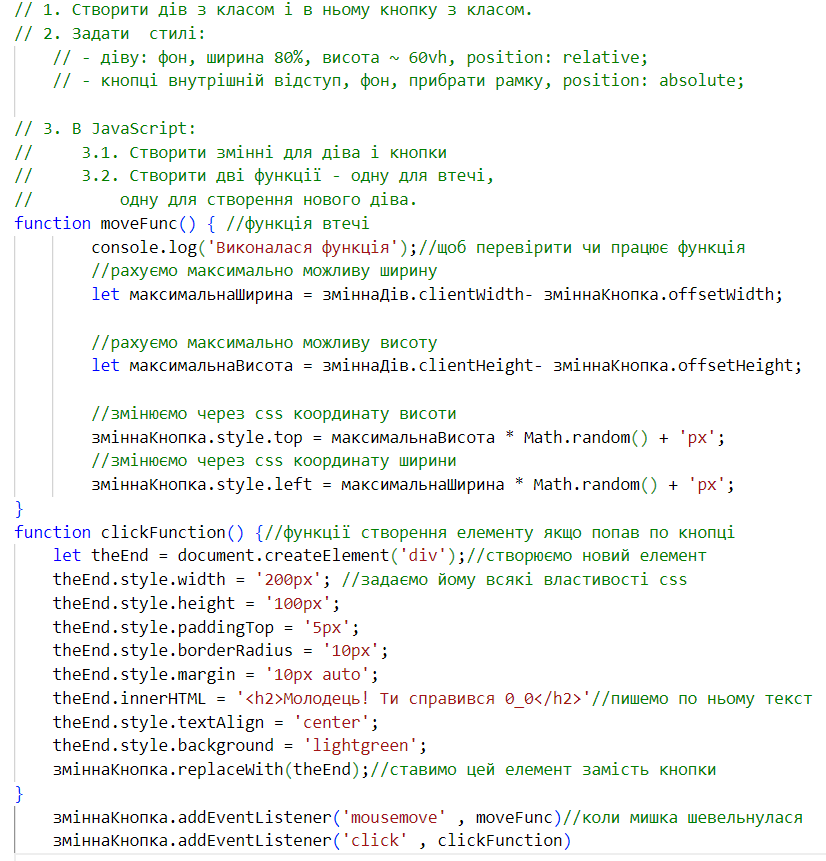 // 1. Створити дів з класом і в ньому кнопку з класом.
// 2. Задати  стилі:
// - діву: фон, ширина 80%, висота ~ 60vh, position: relative;
// - кнопці внутрішній відступ, фон, прибрати рамку, position: absolute;
// 3. В JavaScript:
//     3.1. Створити змінні для діва і кнопки
//     3.2. Створити дві функції - одну для втечі,
//         одну для створення нового діва.
function moveFunc() { //функція втечі
console.log('Виконалася функція');//щоб перевірити чи працює функція
//рахуємо максимально можливу ширину
let максимальнаШирина = зміннаДів.clientWidth- зміннаКнопка.offsetWidth;
//рахуємо максимально можливу висоту
let максимальнаВисота = зміннаДів.clientHeight- зміннаКнопка.offsetHeight;
//змінюємо через css координату висоти
зміннаКнопка.style.top = максимальнаВисота * Math.random() + 'px';
//змінюємо через css координату ширини
зміннаКнопка.style.left = максимальнаШирина * Math.random() + 'px';
}
function clickFunction() {//функції створення елементу якщо попав по кнопці
let theEnd = document.createElement('div');//створюємо новий елемент
theEnd.style.width = '200px'; //задаємо йому всякі властивості css
theEnd.style.height = '100px';
theEnd.style.paddingTop = '5px';
theEnd.style.borderRadius = '10px';
theEnd.style.margin = '10px auto';
theEnd.innerHTML = '<h2>Молодець! Ти справився 0_0</h2>'//пишемо по ньому текст
theEnd.style.textAlign = 'center';
theEnd.style.background = 'lightgreen';
зміннаКнопка.replaceWith(theEnd);//ставимо цей елемент замість кнопки
}
зміннаКнопка.addEventListener('mousemove' , moveFunc)//коли мишка шевельнулася
зміннаКнопка.addEventListener('click' , clickFunction)